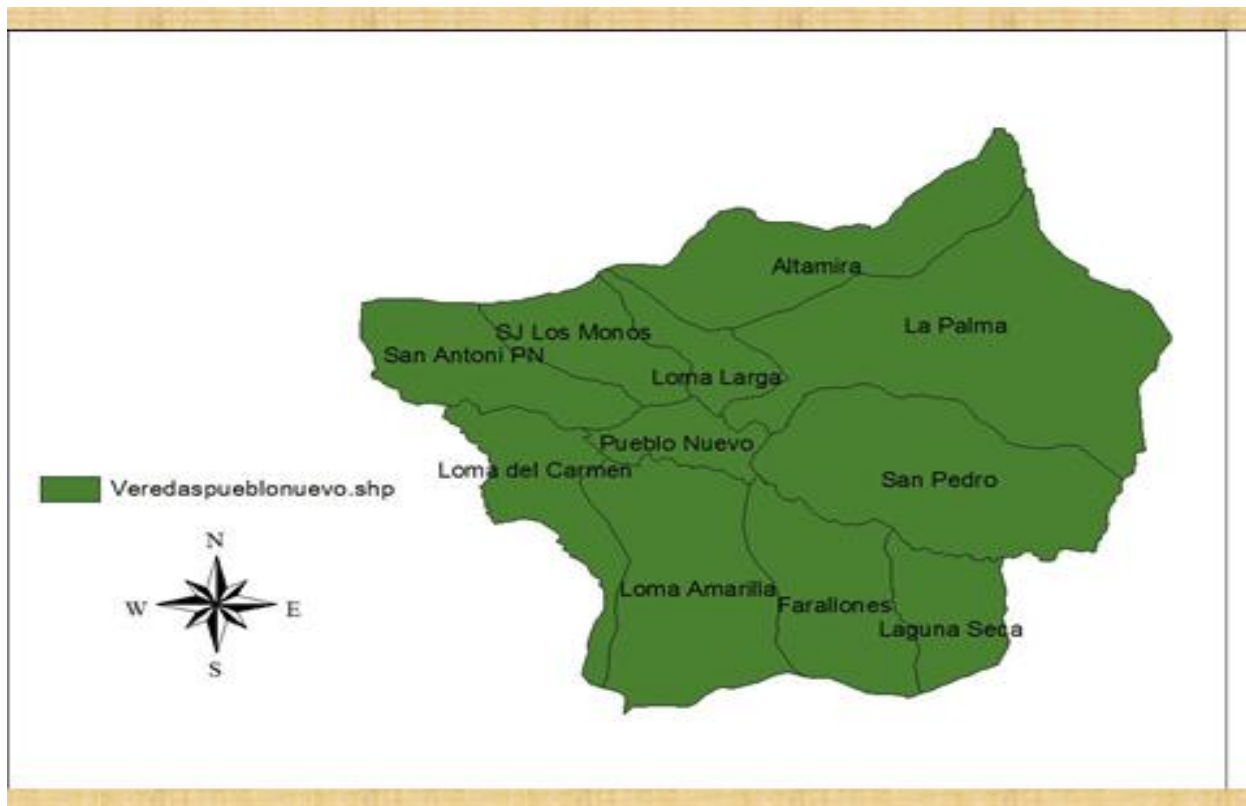 Altamira
La Palma
SJ Los Monos
San Antoni PN
Loma Larga
Pueblo Nuevo
Loma del Carmen
San Pedro
Veredaspueblonuevo.shp
Loma Amarilla
Farallones
Laguna Seca
N
W
E
S